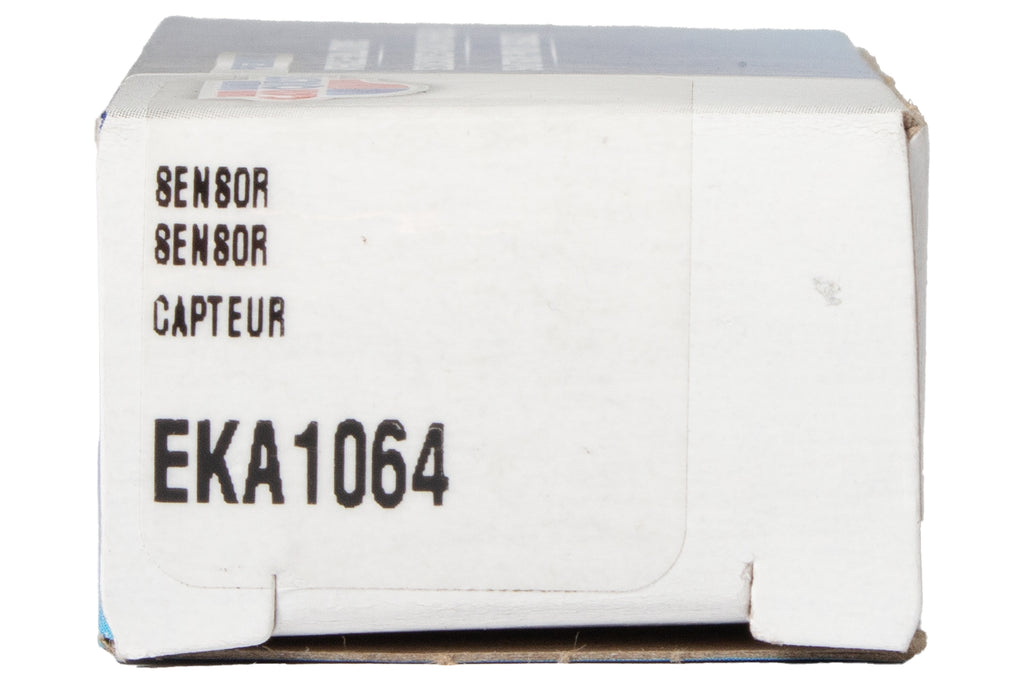 SENSOR
SENSOR
CAPTEUR
EKA1064